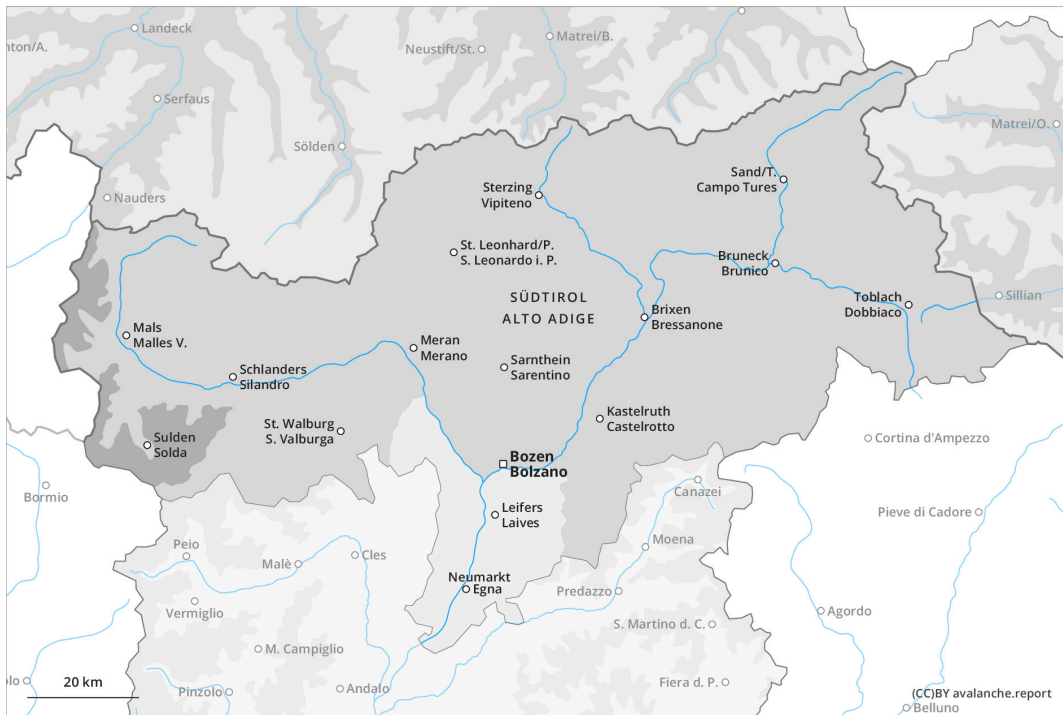 Landeck
nton/A.
Neustift/St.
Matrei/B.
Serfaus
Matrei/O.
Sölden
Nauders
Sterzing
Vipiteno
Sand/T.
Campo Tures
St. Leonhard/P.
S. Leonardo i. P.
Bruneck
Brunico
SÜDTIROL
ALTO ADIGE
Toblach
Dobbiaco
Sillian
Brixen
Bressanone
Mals
Malles V.
Meran
Merano
Sarnthein
Sarentino
Schlanders
Silandro
St. Walburg
S. Valburga
Kastelruth
Castelrotto
Sulden
Solda
Cortina d'Ampezzo
Bozen
Bolzano
Bormio
Canazei
Leifers
Laives
Pieve di Cadore
Peio
Malè
Cles
Moena
Neumarkt
Egna
Predazzo
Vermiglio
Agordo
S. Martino d. C.
M. Campiglio
olo
20 km
Pinzolo
Andalo
Fiera d. P.
(CC)BY avalanche.report
Belluno